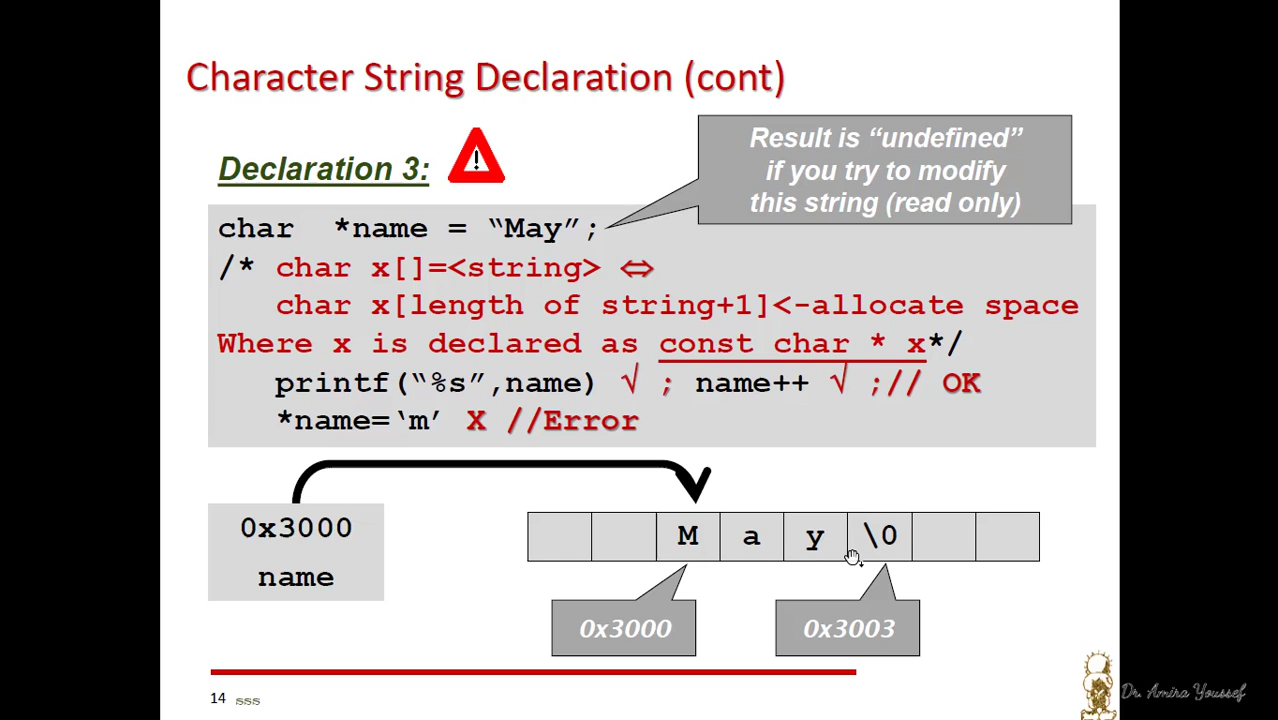 Character String Declaration (cont)
Declaration 3:
!
Result is “undefined”
if you try to modify
this string (read only)
char *name = “May”;
/* char x[]=<string> ⇔
char x[length of string+1]<-allocate space
Where x is declared as const char * x*/
printf(“%s”,name) √ ; name++ √ ;// OK
*name=‘m’ X //Error
0x3000
name
M a y \0
0x3000
0x3003
14 sss
Dr. Amira Youssef